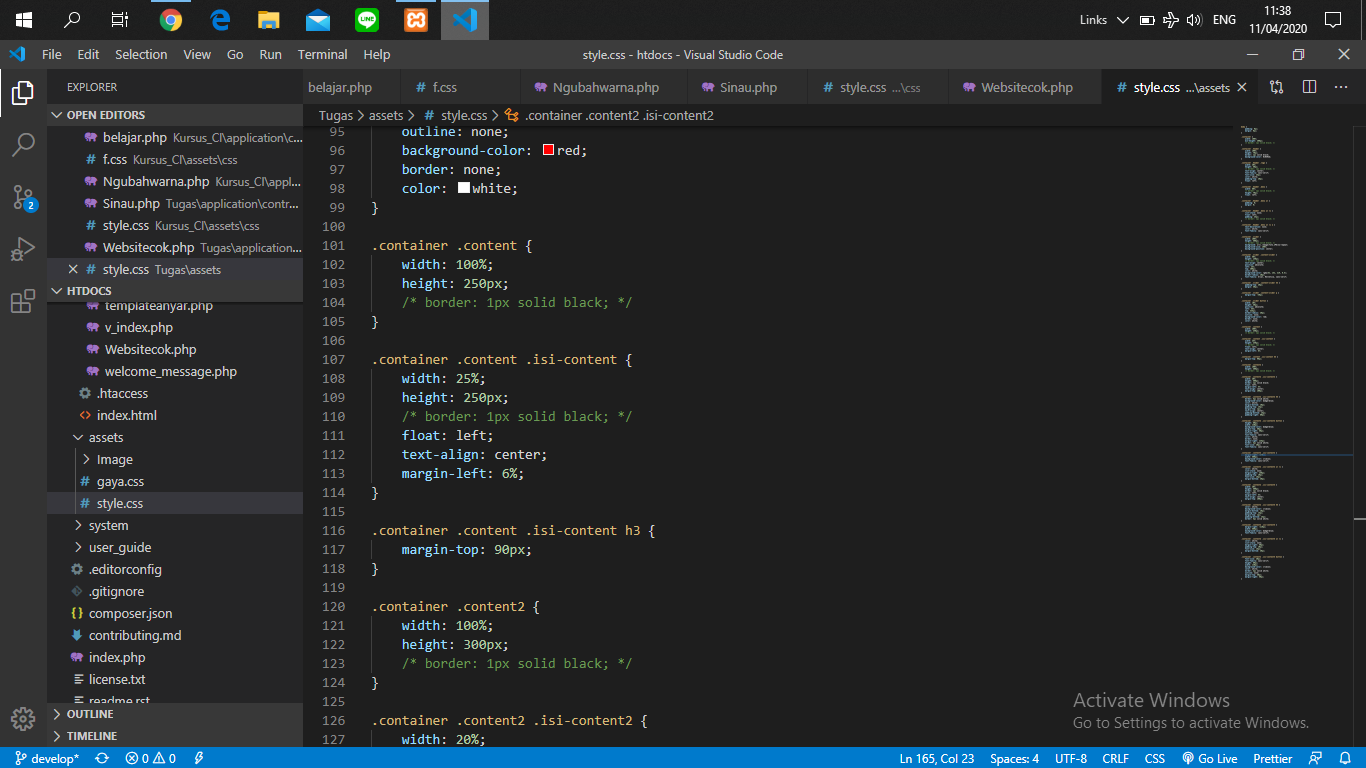 Links
ENG
11:38
11/04/2020
File Edit Selection View Go Run Terminal Help
style.css - htdocs - Visual Studio Code
EXPLORER
OPEN EDITORS
belajar.php Kursus_CI\application\c...
f.css Kursus_CI\assets\css
Ngubahwarna.php Kursus_CI\appl...
Sinau.php Tugas\application\contr...
style.css Kursus_CI\assets\css
Websitecok.php Tugas\application...
style.css Tugas\assets
HTDOCS
templateanyar.php
v_index.php
Websitecok.php
welcome_message.php
.htaccess
index.html
assets
Image
gaya.css
style.css
system
user_guide
.editorconfig
.gitignore
composer.json
contributing.md
index.php
license.txt
readme.rst
OUTLINE
TIMELINE
belajar.php
f.css
Ngubahwarna.php
Sinau.php
style.css ...\css
Websitecok.php
style.css ...\assets
Tugas > assets > # style.css > .container .content2 .isi-content2
95 outline: none;
96 background-color: red;
97 border: none;
98 color: white;
99 }
100
101 .container .content {
102 width: 100%;
103 height: 250px;
104 /* border: 1px solid black; */
105 }
106
107 .container .content .isi-content {
108 width: 25%;
109 height: 250px;
110 /* border: 1px solid black; */
111 float: left;
112 text-align: center;
113 margin-left: 6%;
114 }
115
116 .container .content .isi-content h3 {
117 margin-top: 90px;
118 }
119
120 .container .content2 {
121 width: 100%;
122 height: 300px;
123 /* border: 1px solid black; */
124 }
125
126 .container .content2 .isi-content2 {
127 width: 20%;
Activate Windows
Go to Settings to activate Windows.
2
develop*
0 0
Ln 165, Col 23
Spaces: 4
UTF-8
CRLF
CSS
Go Live
Prettier